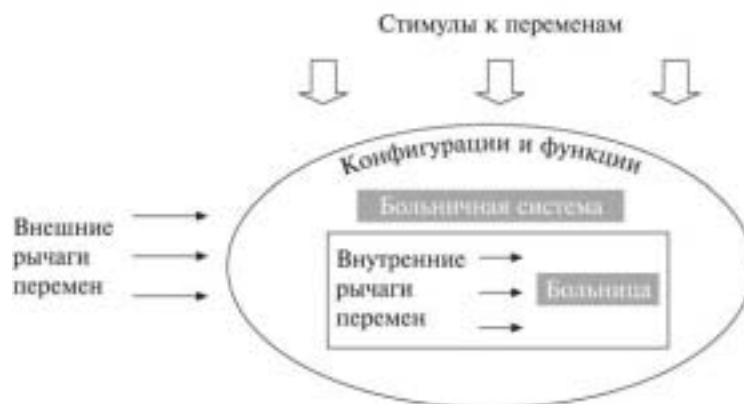 Стимулы к переменам
Конфигурации и функции
Больничная система
Внешние
рычаги
перемен
Внутренние
рычаги
перемен
Больница